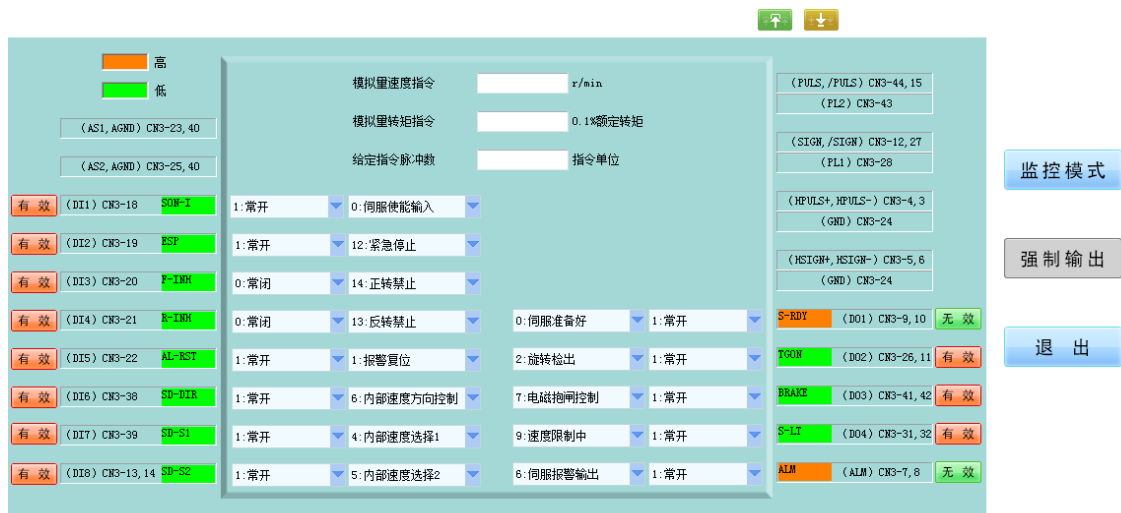 高
低
模拟量速度指令 r/min
(PULS,/PULS) CN3-44,15
(PL2) CN3-43
模拟量转矩指令 0.1%额定转矩
(AS1,AGND) CN3-23,40
(SIGN,/SIGN) CN3-12,27
给定指令脉冲数 指令单位
(PL1) CN3-28
(AS2,AGND) CN3-25,40
监控模式
有 效 (DI1) CN3-18 SON-I 1:常开 0:伺服使能输入
(HPULS+,HPULS-) CN3-4,3
(GND) CN3-24
有 效 (DI2) CN3-19 ESP 1:常开 12:紧急停止
强制输出
(HSIGN+,HSIGN-) CN3-5,6
有 效 (DI3) CN3-20 F-INH 0:常闭 14:正转禁止
(GND) CN3-24
有 效 (DI4) CN3-21 R-INH 0:常闭 13:反转禁止 0:伺服准备好 1:常开 S-RDY (DO1) CN3-9,10 无 效
退 出
有 效 (DI5) CN3-22 AL-RST 1:常开 1:报警复位 2:旋转检出 1:常开 TGON (DO2) CN3-26,11 有 效
有 效 (DI6) CN3-38 SD-DIR 1:常开 6:内部速度方向控制 7:电磁抱闸控制 1:常开 BRAKE (DO3) CN3-41,42 有 效
有 效 (DI7) CN3-39 SD-S1 1:常开 4:内部速度选择1 9:速度限制中 1:常开 S-LT (DO4) CN3-31,32 有 效
有 效 (DI8) CN3-13,14 SD-S2 1:常开 5:内部速度选择2 6:伺服报警输出 1:常开 ALM (ALM) CN3-7,8 无 效